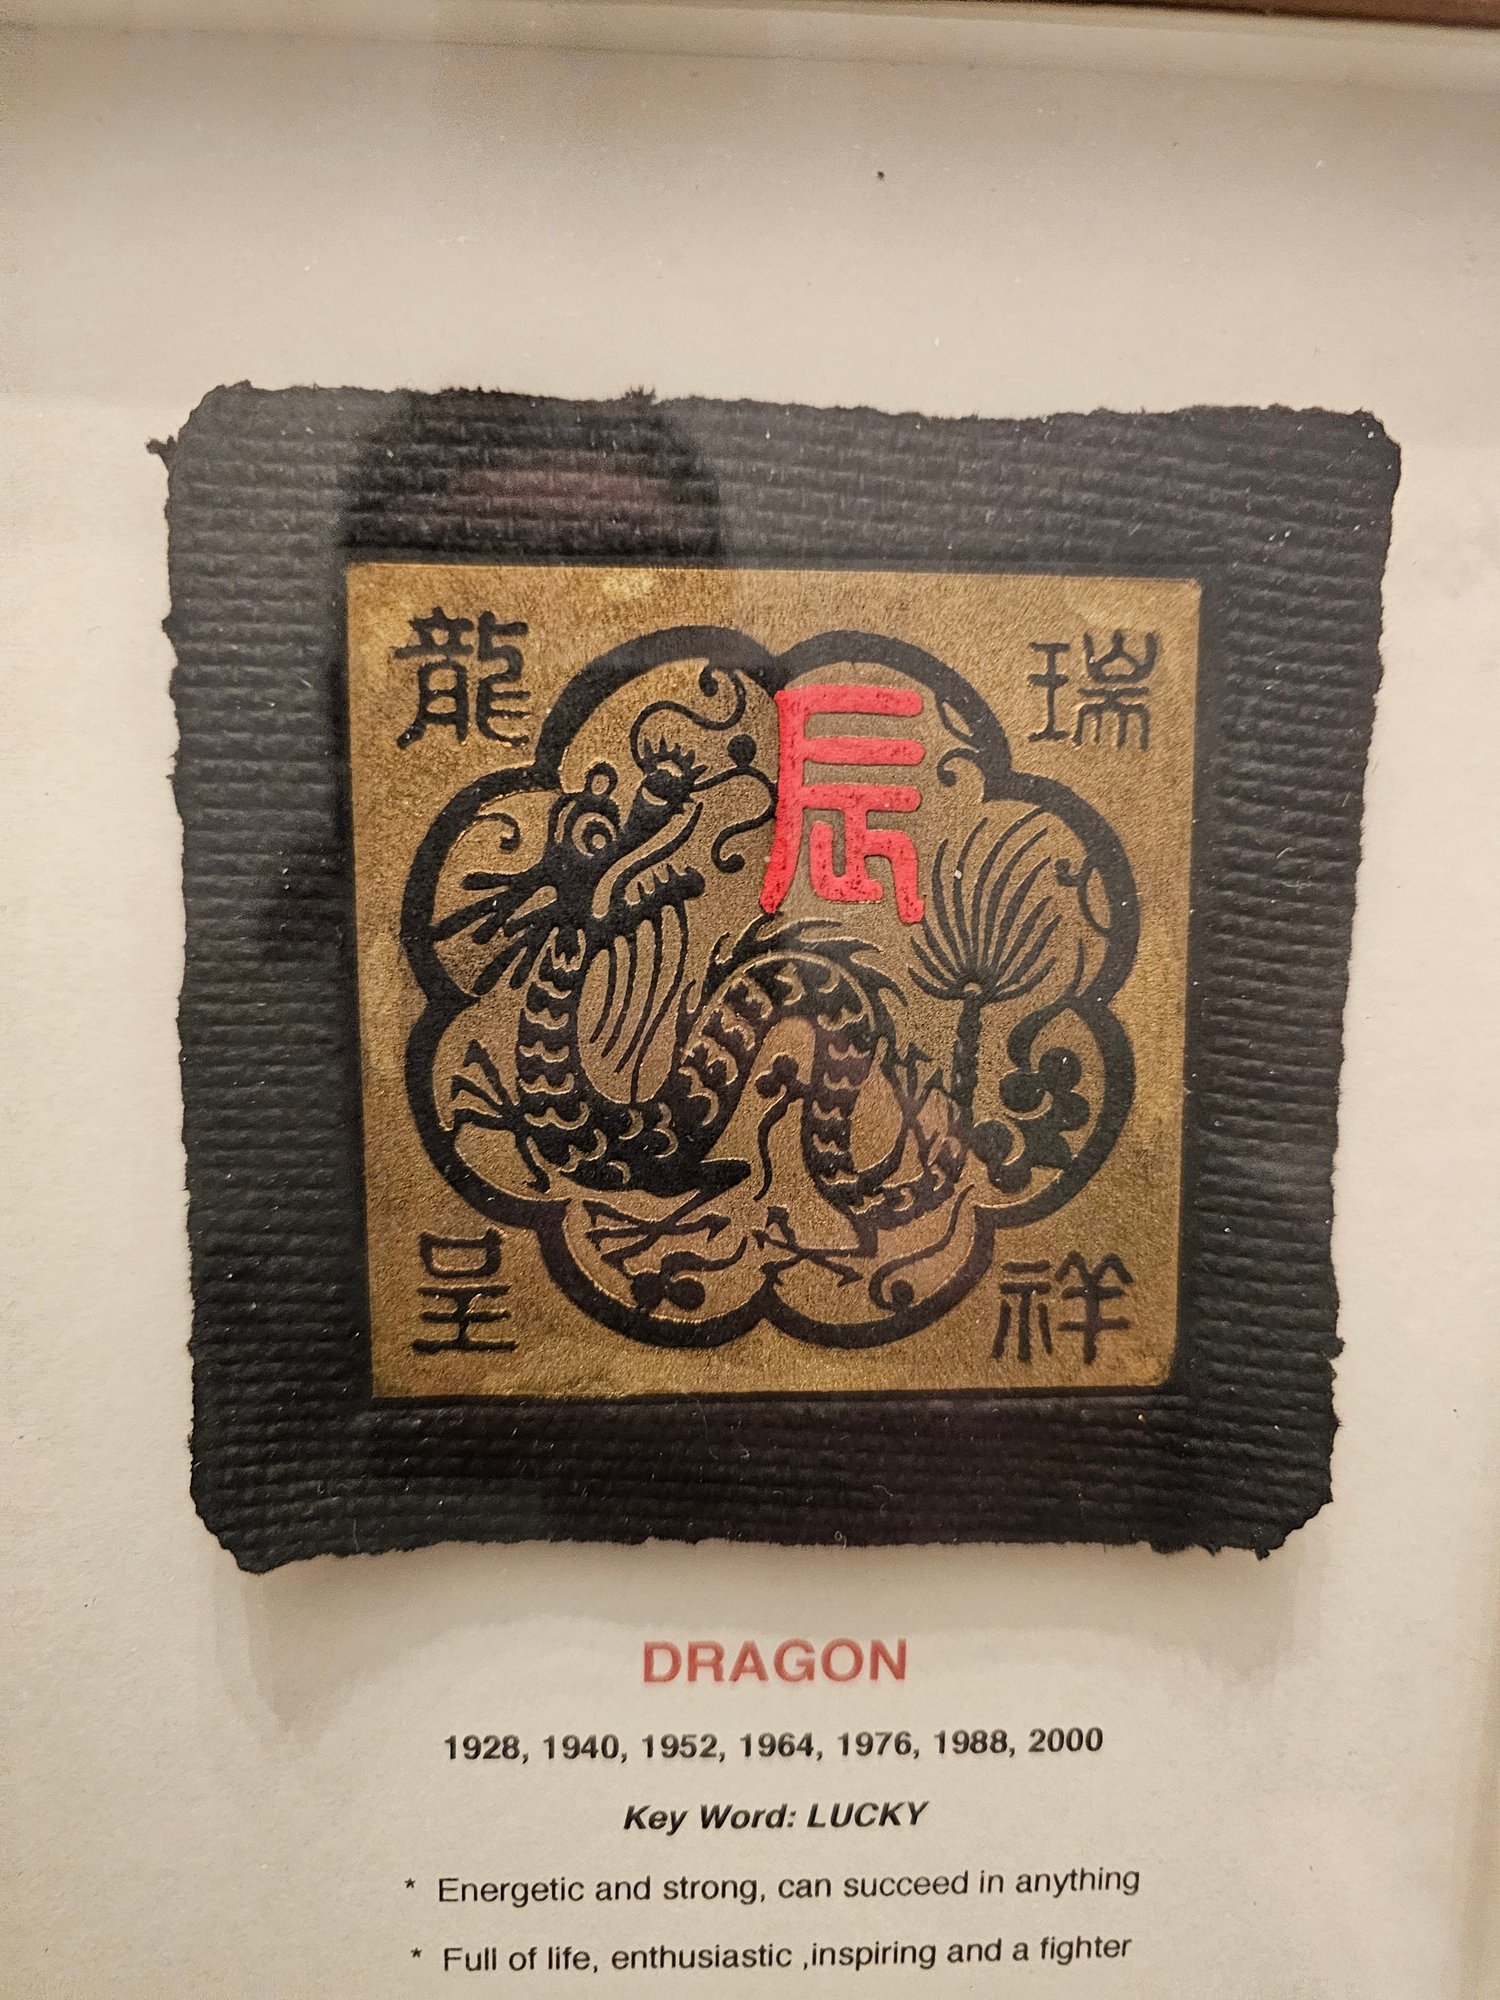 龍 瑞
辰
呈 祥
DRAGON
1928, 1940, 1952, 1964, 1976, 1988, 2000
Key Word: LUCKY
* Energetic and strong, can succeed in anything
* Full of life, enthusiastic ,inspiring and a fighter